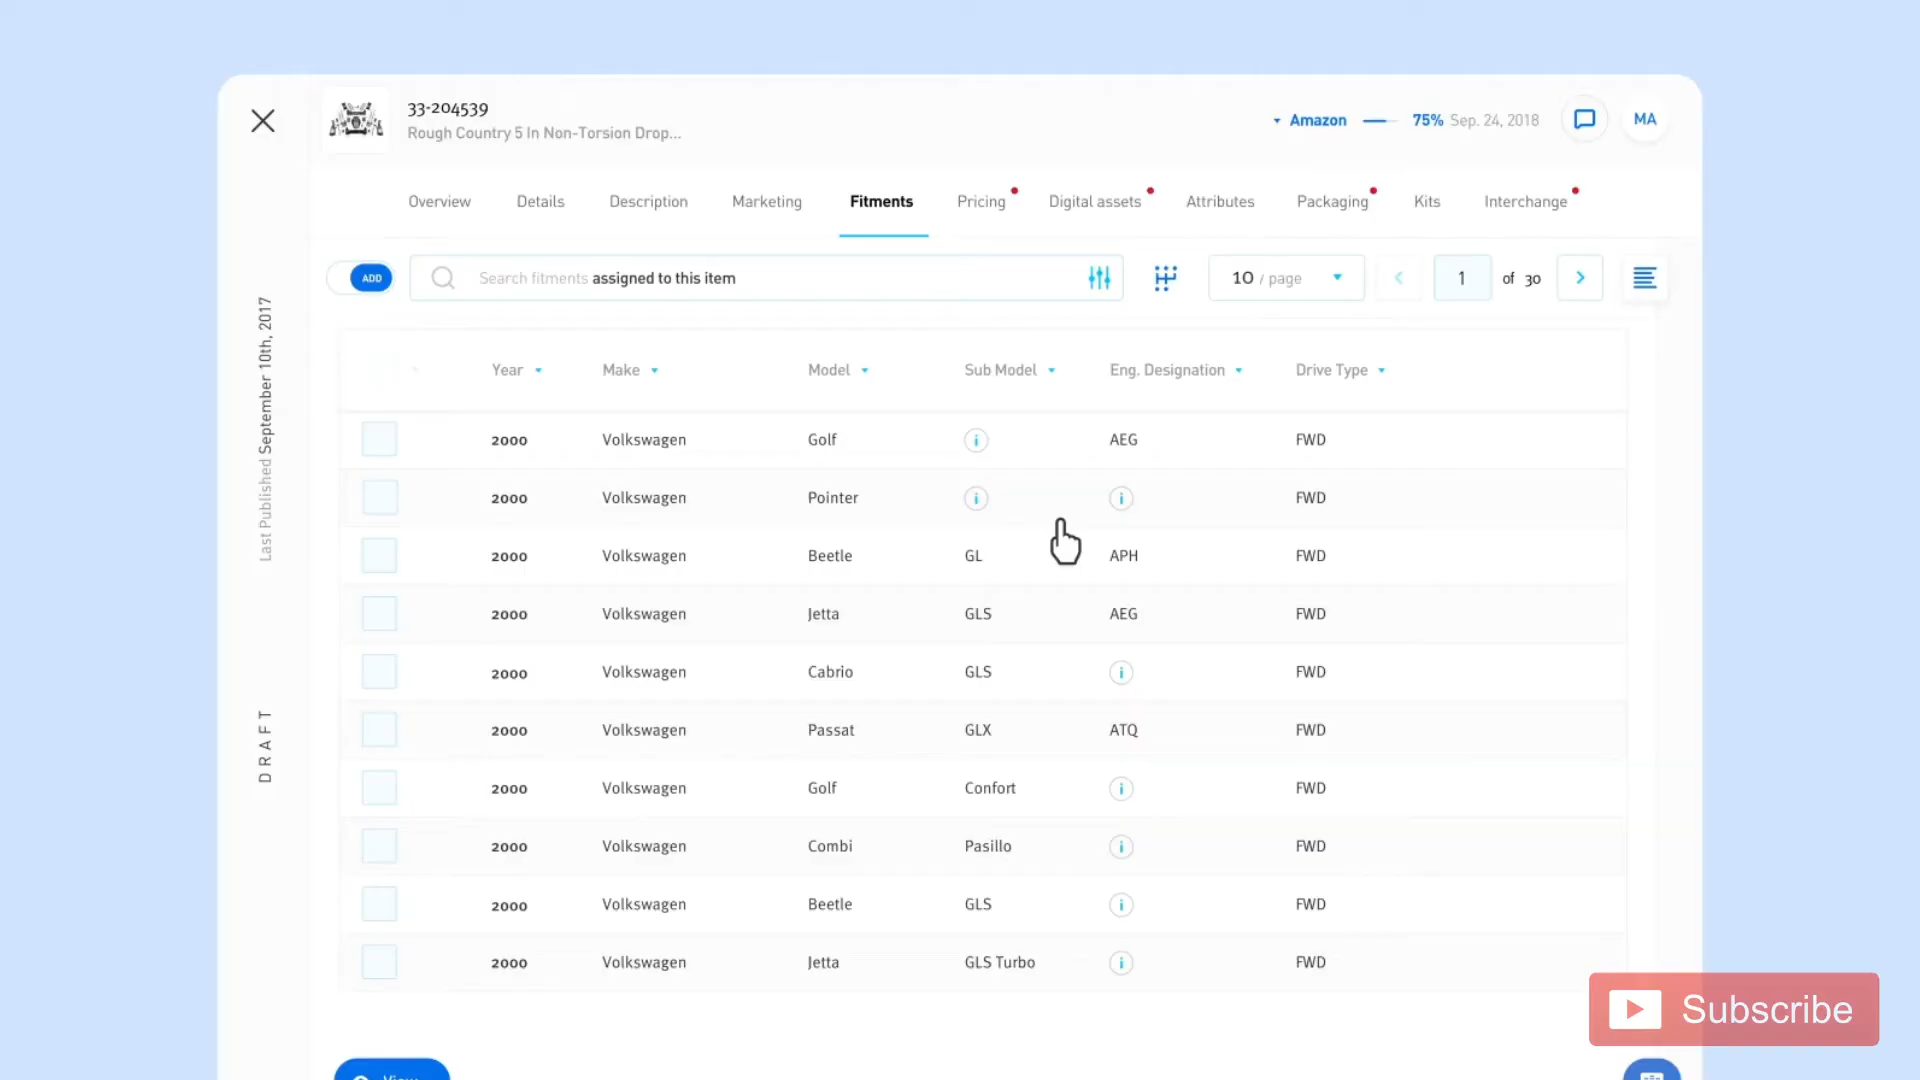 33-204539
Rough Country 5 In Non-Torsion Drop...
Amazon 75% Sep. 24, 2018
MA
Overview Details Description Marketing Fitments Pricing Digital assets Attributes Packaging Kits Interchange
ADD Search fitments assigned to this item 10 / page 1 of 30
Last Published September 10th, 2017
DRAFT
Year Make Model Sub Model Eng. Designation Drive Type
2000 Volkswagen Golf i AEG FWD
2000 Volkswagen Pointer i i FWD
2000 Volkswagen Beetle GL APH FWD
2000 Volkswagen Jetta GLS AEG FWD
2000 Volkswagen Cabrio GLS i FWD
2000 Volkswagen Passat GLX ATQ FWD
2000 Volkswagen Golf Confort i FWD
2000 Volkswagen Combi Pasillo i FWD
2000 Volkswagen Beetle GLS i FWD
2000 Volkswagen Jetta GLS Turbo i FWD
Subscribe